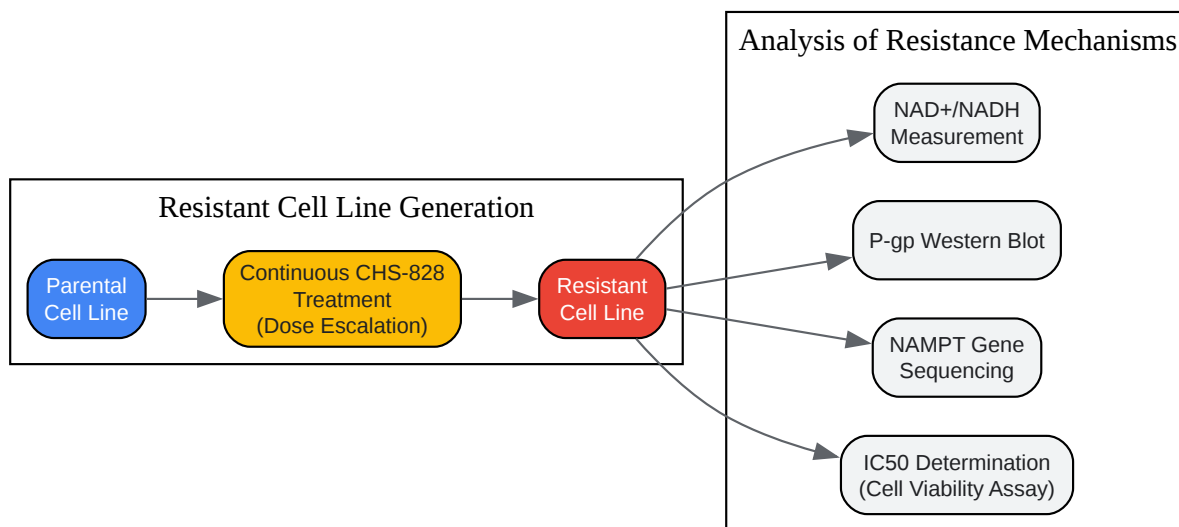 Resistant Cell Line Generation
Parental
Cell Line
Continuous CHS-828
Treatment
(Dose Escalation)
Resistant
Cell Line
Analysis of Resistance Mechanisms
NAD+/NADH
Measurement
P-gp Western Blot
NAMPT Gene
Sequencing
IC50 Determination
(Cell Viability Assay)